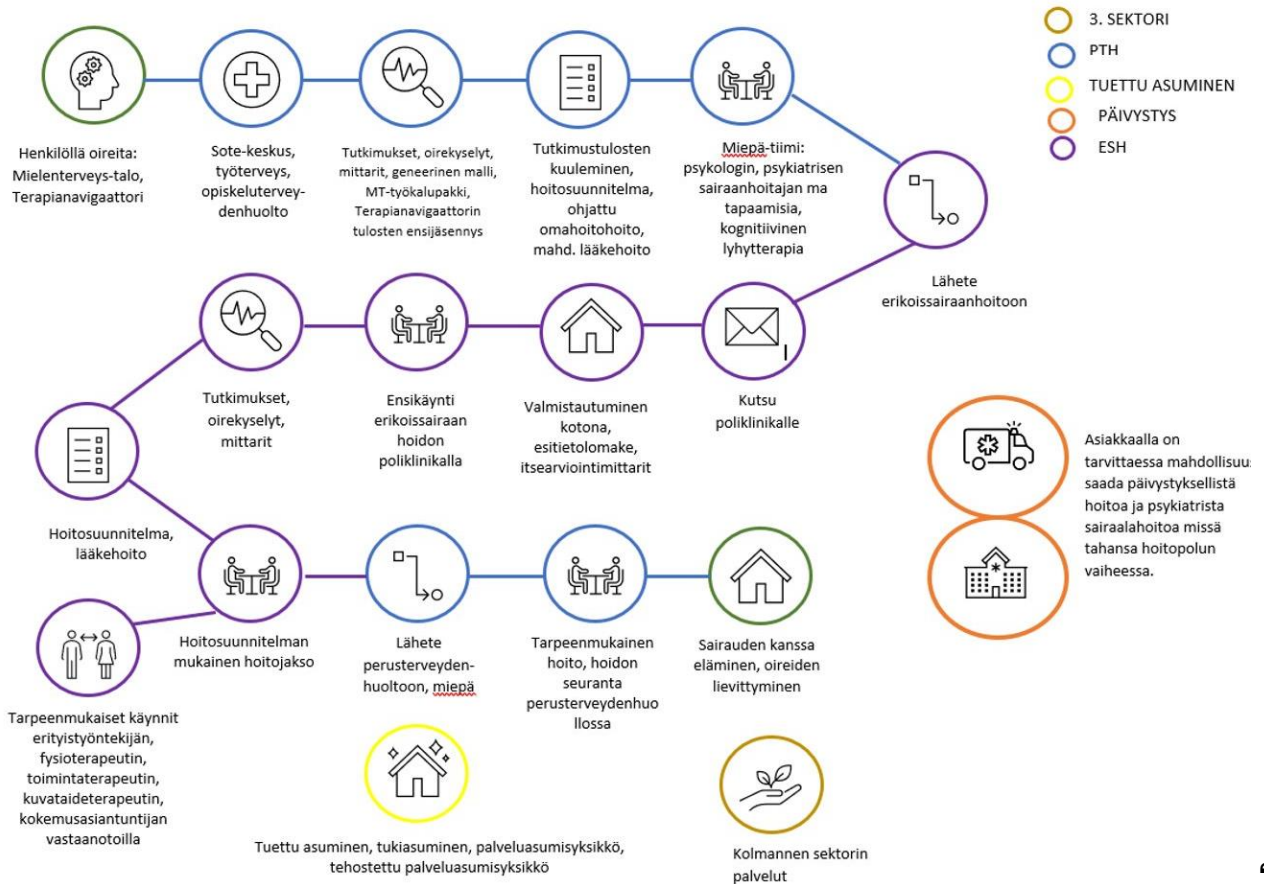 3. SEKTORI
PTH
TUETTU ASUMINEN
PÄIVYSTYS
ESH
Henkilöllä oireita:
Mielenterveys-talo,
Terapianavigaattori
Sote-keskus,
työterveys,
opiskelutervey-
denhuolto
Tutkimukset, oirekyselyt,
mittarit, geneerinen malli,
MT-työkalupakki,
Terapianavigaattorin
tulosten ensijäsennys
Tutkimustulosten
kuuleminen,
hoitosuunnitelma,
ohjattu
omahoitohoito,
mahd. lääkehoito
Miepä-tiimi:
psykologin, psykiatrisen
sairaanhoitajan ma
tapaamisia,
kognitiivinen
lyhytterapia
Lähete
erikoissairaanhoitoon
Kutsu
poliklinikalle
Valmistautuminen
kotona,
esitietolomake,
itsearviointimittarit
Ensikäynti
erikoissairaan
hoidon
poliklinikalla
Tutkimukset,
oirekyselyt,
mittarit
Hoitosuunnitelma,
lääkehoito
Hoitosuunnitelman
mukainen hoitojakso
Tarpeenmukaiset käynnit
erityistyöntekijän,
fysioterapeutin,
toimintaterapeutin,
kuvataideterapeutin,
kokemusasiantuntijan
vastaanotoilla
Lähete
perusterveyden-
huoltoon, miepä
Tarpeenmukainen
hoito, hoidon
seuranta
perusterveydenhuo
llossa
Sairauden kanssa
eläminen, oireiden
lievittyminen
Asiakkaalla on
tarvittaessa mahdollisuu
saada päivystyksellistä
hoitoa ja psykiatrista
sairaalahoitoa missä
tahansa hoitopolun
vaiheessa.
Tuettu asuminen, tukiasuminen, palveluasumisyksikkö,
tehostettu palveluasumisyksikkö
Kolmannen sektorin
palvelut